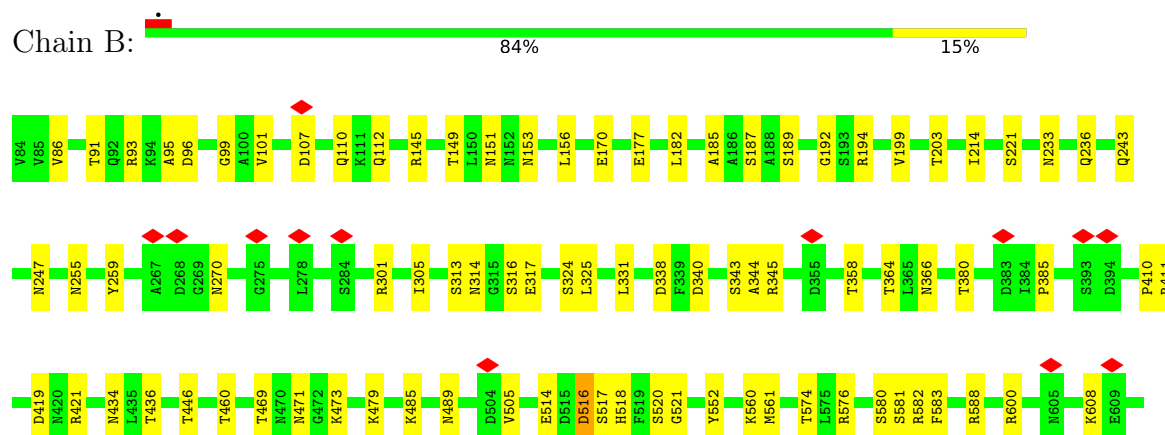 Chain B:
84% 15%
V84 V85 V86 T91 Q92 R93 K94 A95 D96 G99 A100 V101 D107 Q110 K111 Q112 R145 T149 L150 N151 N152 N153 L156 E170 E177 L182 A185 A186 S187 A188 S189 G192 S193 R194 V199 T203 I214 S221 N233 Q236 Q243
N247 N255 Y259 A267 D268 G269 N270 G275 L278 S284 R301 I305 S313 N314 G315 S316 E317 S324 L325 L331 D338 F339 D340 S343 A344 R345 D355 T358 T364 L365 N366 T380 D383 I384 P385 S393 D394 P410
D419 N420 R421 N434 L435 T436 T446 T460 T469 N470 N471 G472 K473 K479 K485 N489 D504 V505 E514 D515 D516 S517 H518 F519 S520 G521 Y552 K560 M561 T574 L575 R576 S580 S581 R582 F583 R588 R600 N605 K608 E609